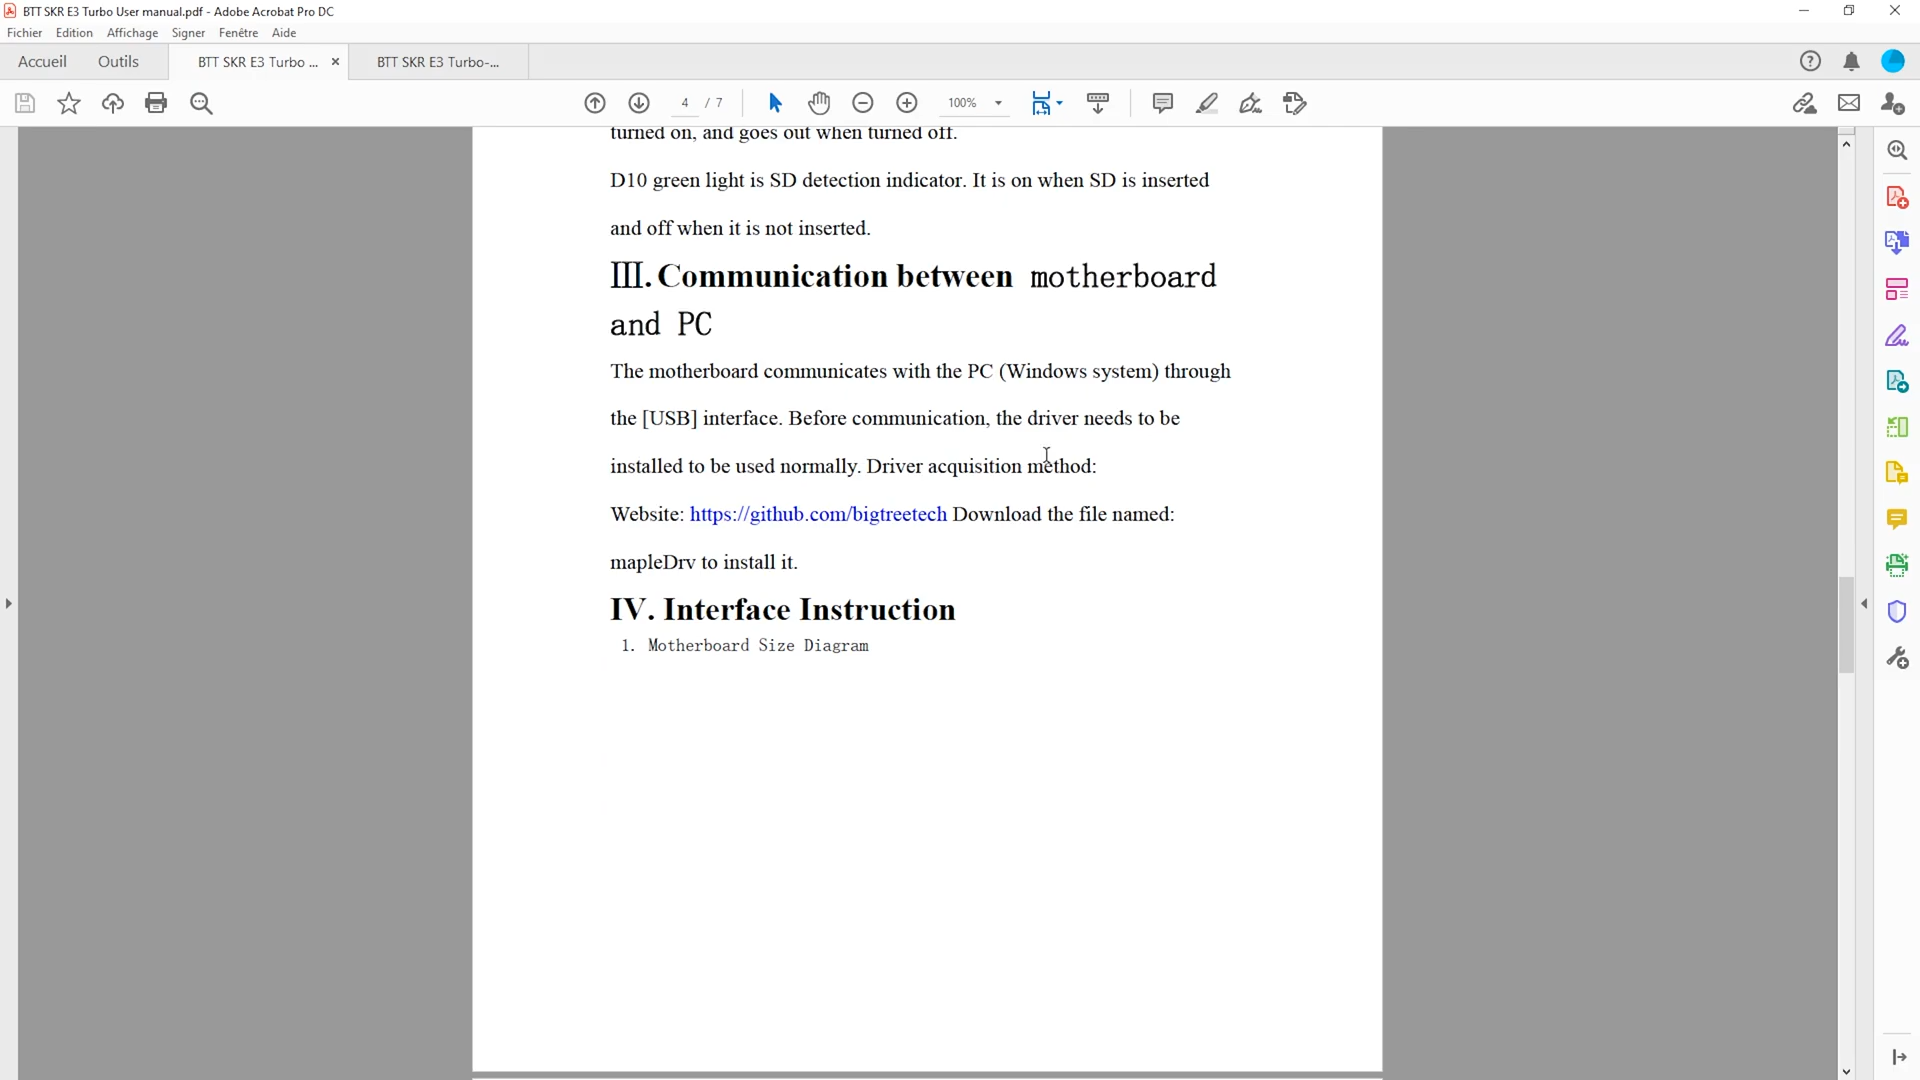 BTT SKR E3 Turbo User manual.pdf - Adobe Acrobat Pro DC
Fichier Edition Affichage Signer Fenêtre Aide
Accueil Outils BTT SKR E3 Turbo ... × BTT SKR E3 Turbo-...
4 / 7 100%
turned on, and goes out when turned off.
D10 green light is SD detection indicator. It is on when SD is inserted
and off when it is not inserted.
Ⅲ. Communication between motherboard
and PC
The motherboard communicates with the PC (Windows system) through
the [USB] interface. Before communication, the driver needs to be
installed to be used normally. Driver acquisition method:
Website: https://github.com/bigtreetech Download the file named:
mapleDrv to install it.
IV. Interface Instruction
1. Motherboard Size Diagram